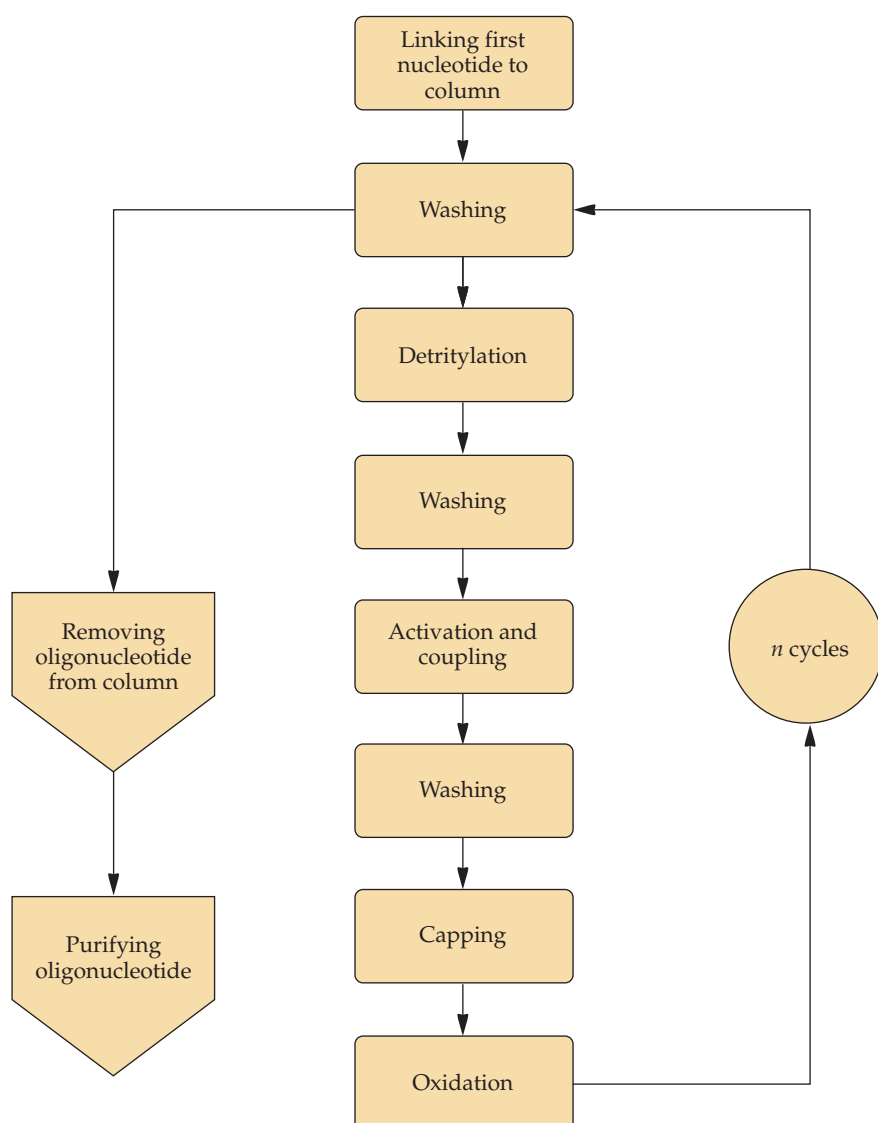 Linking first
nucleotide to
column
Washing
Detritylation
Washing
Activation and
coupling
Washing
Capping
Oxidation
n cycles
Removing
oligonucleotide
from column
Purifying
oligonucleotide